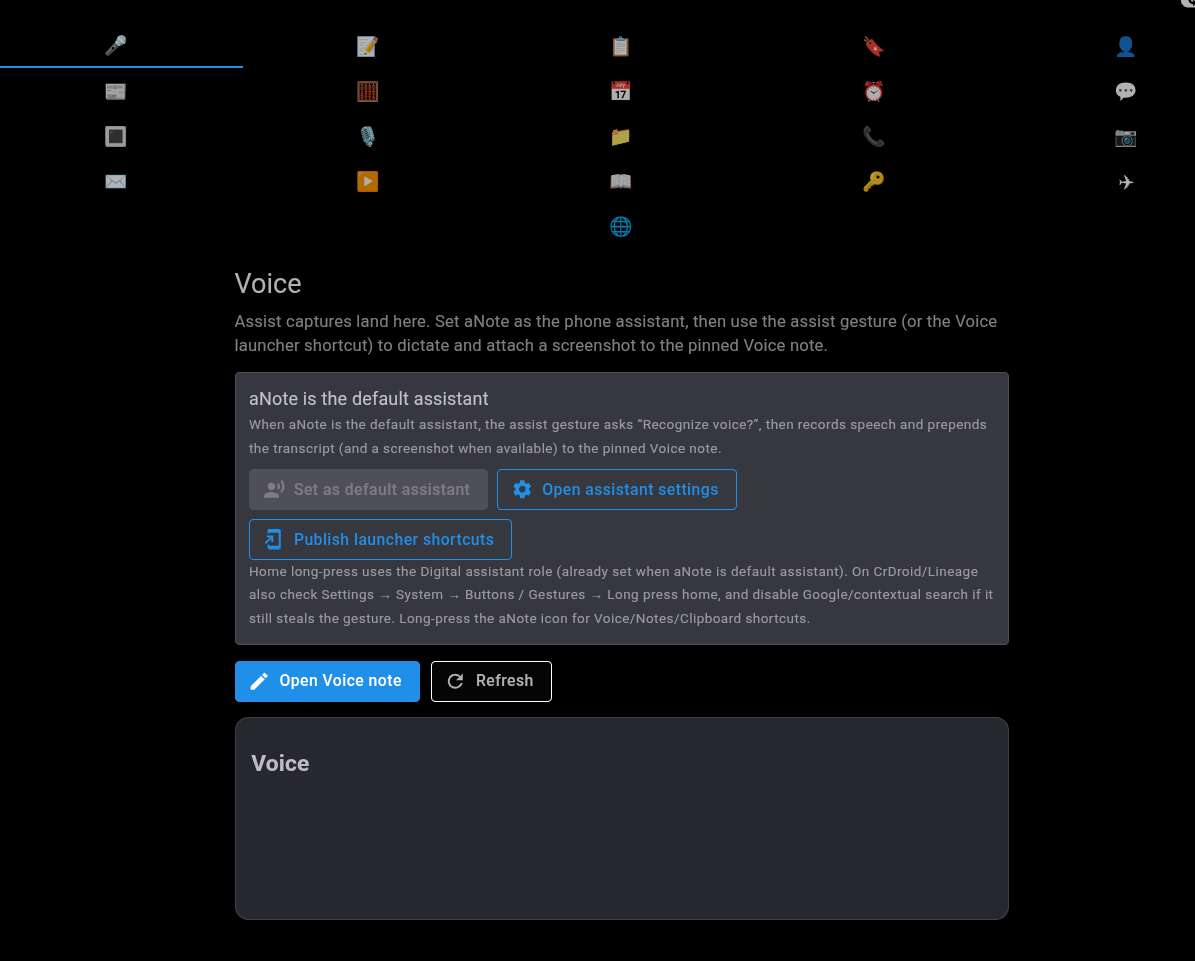 Voice
Assist captures land here. Set aNote as the phone assistant, then use the assist gesture (or the Voice
launcher shortcut) to dictate and attach a screenshot to the pinned Voice note.
aNote is the default assistant
When aNote is the default assistant, the assist gesture asks “Recognize voice?”, then records speech and prepends
the transcript (and a screenshot when available) to the pinned Voice note.
Set as default assistant
Open assistant settings
Publish launcher shortcuts
Home long-press uses the Digital assistant role (already set when aNote is default assistant). On CrDroid/Lineage
also check Settings → System → Buttons / Gestures → Long press home, and disable Google/contextual search if it
still steals the gesture. Long-press the aNote icon for Voice/Notes/Clipboard shortcuts.
Open Voice note
Refresh
Voice